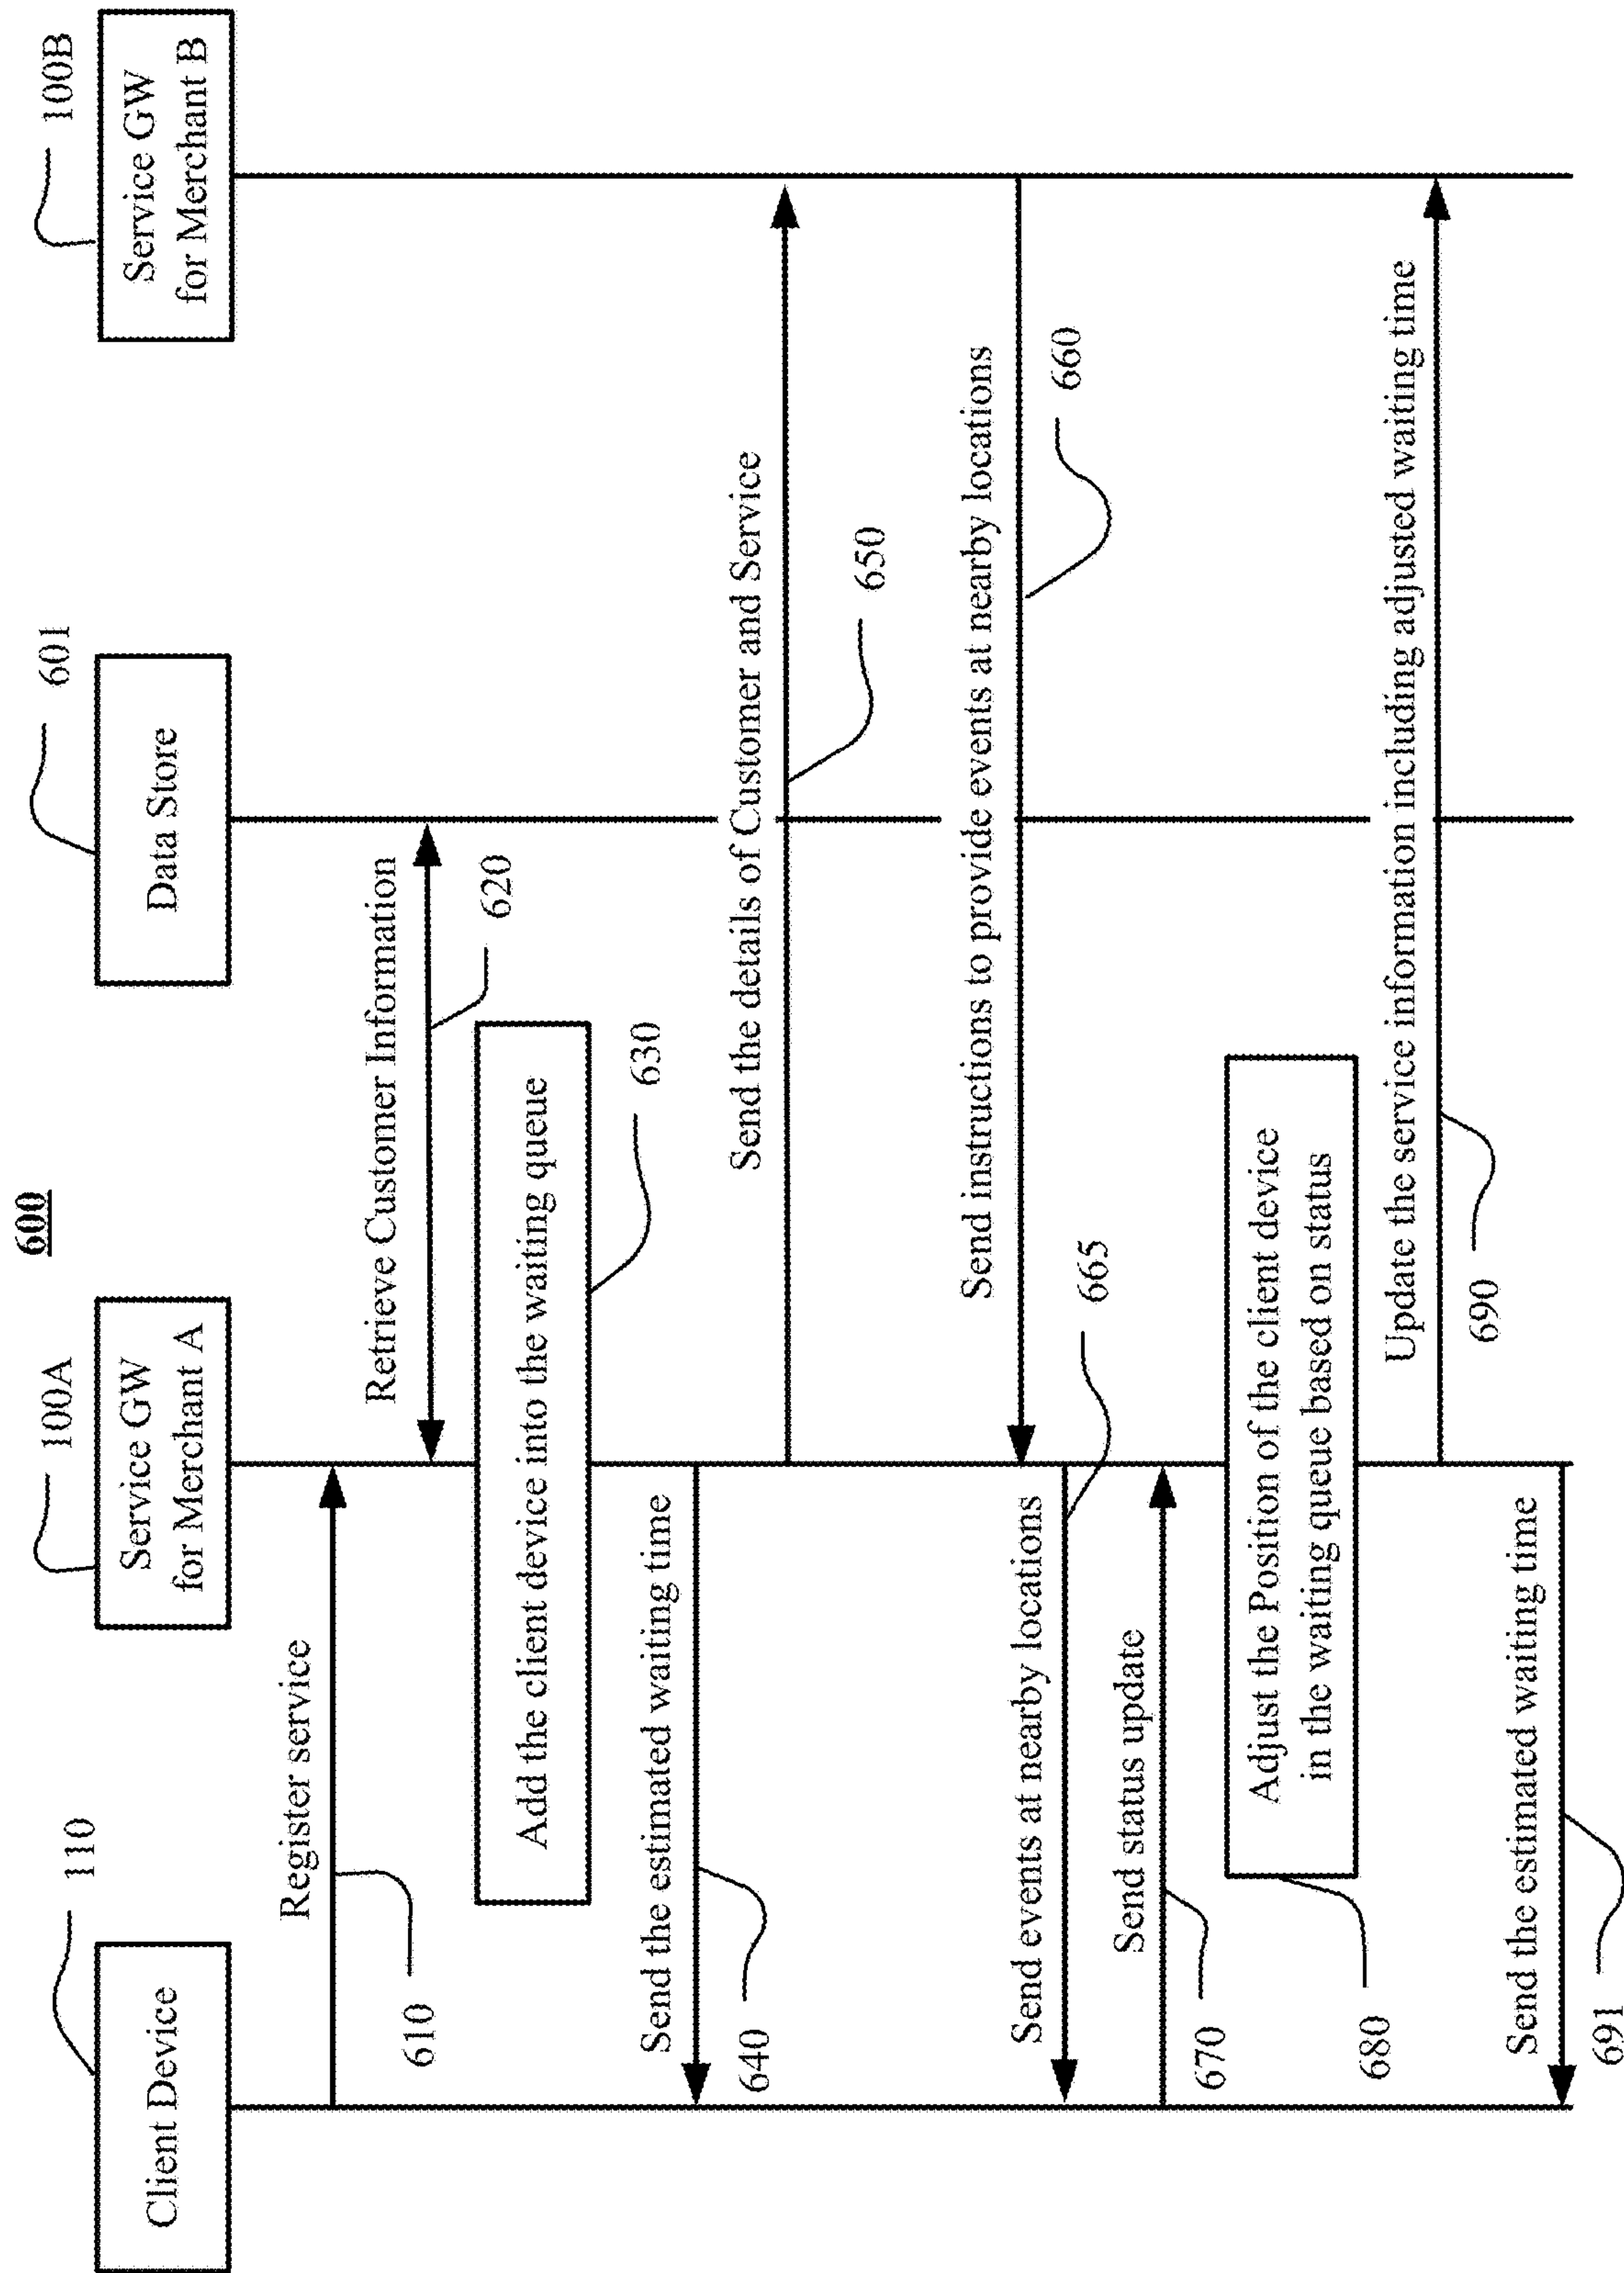 600
110
100A
601
100B
Client Device
Service GW
for Merchant A
Data Store
Service GW
for Merchant B
Register service
610
Retrieve Customer Information
620
Add the client device into the waiting queue
630
Send the estimated waiting time
640
Send the details of Customer and Service
650
Send instructions to provide events at nearby locations
660
Send events at nearby locations
665
Send status update
670
Adjust the Position of the client device
in the waiting queue based on status
680
Update the service information including adjusted waiting time
690
Send the estimated waiting time
691